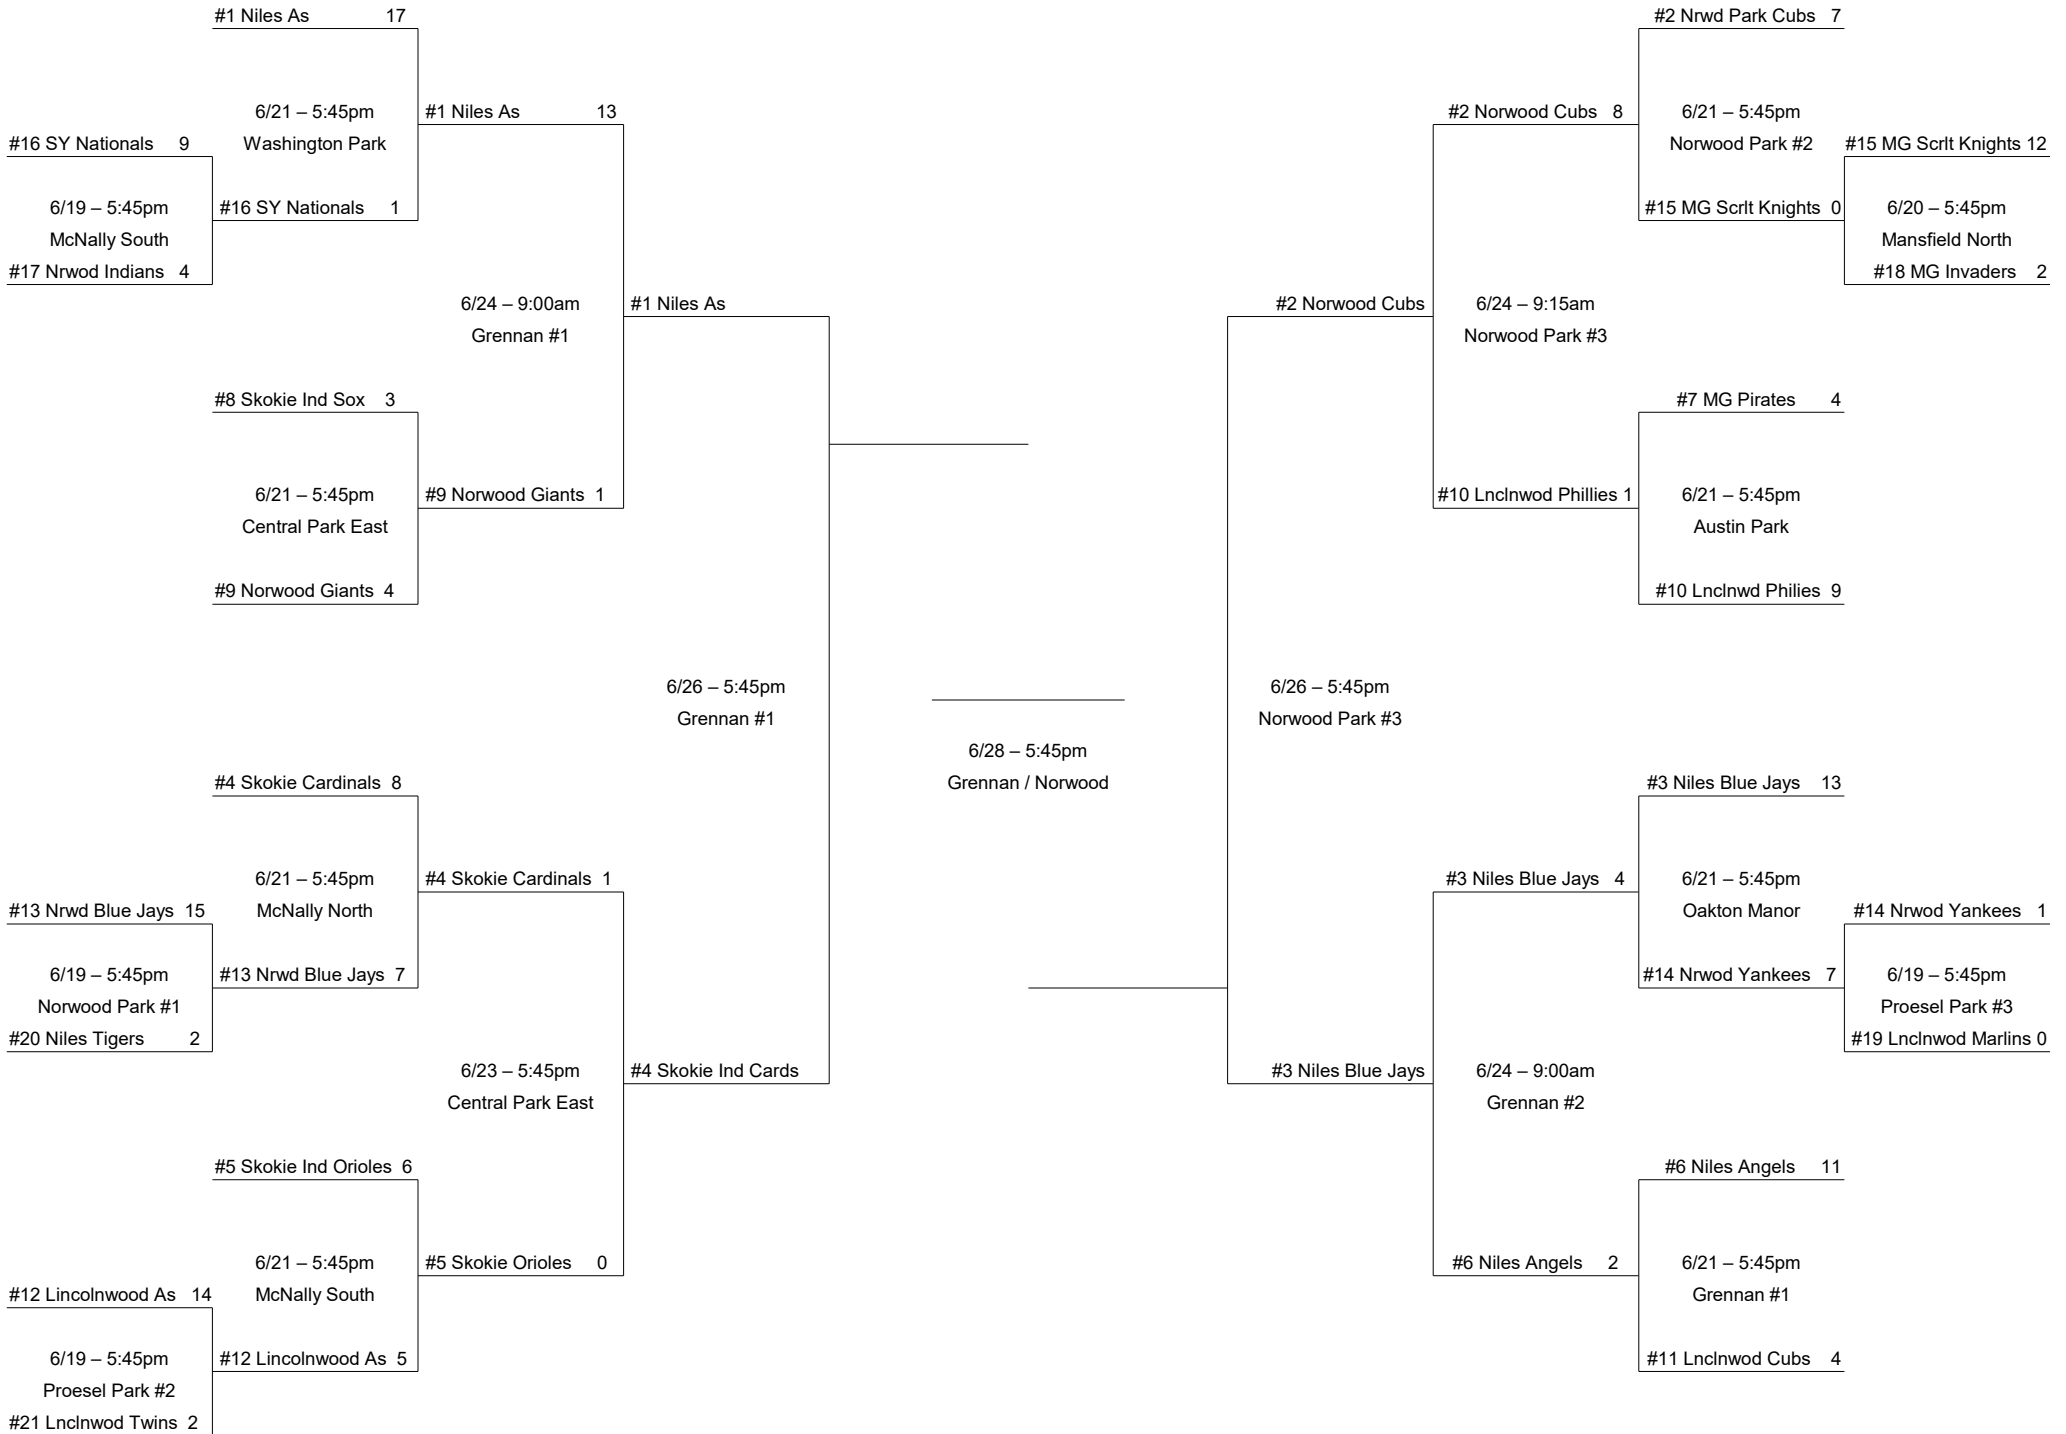 #1 Niles As 17
#2 Nrwd Park Cubs 7
6/21 – 5:45pm
#1 Niles As 13
#2 Norwood Cubs 8
6/21 – 5:45pm
#16 SY Nationals 9
Washington Park
Norwood Park #2
#15 MG Scrlt Knights 12
6/19 – 5:45pm
#16 SY Nationals 1
#15 MG Scrlt Knights 0
6/20 – 5:45pm
McNally South
Mansfield North
#17 Nrwod Indians 4
#18 MG Invaders 2
6/24 – 9:00am
#1 Niles As
#2 Norwood Cubs
6/24 – 9:15am
Grennan #1
Norwood Park #3
#8 Skokie Ind Sox 3
#7 MG Pirates 4
6/21 – 5:45pm
#9 Norwood Giants 1
#10 Lnclnwod Phillies 1
6/21 – 5:45pm
Central Park East
Austin Park
#9 Norwood Giants 4
#10 Lnclnwd Philies 9
6/26 – 5:45pm
6/26 – 5:45pm
Grennan #1
Norwood Park #3
6/28 – 5:45pm
#4 Skokie Cardinals 8
Grennan / Norwood
#3 Niles Blue Jays 13
6/21 – 5:45pm
#4 Skokie Cardinals 1
#3 Niles Blue Jays 4
6/21 – 5:45pm
#13 Nrwd Blue Jays 15
McNally North
Oakton Manor
#14 Nrwod Yankees 1
6/19 – 5:45pm
#13 Nrwd Blue Jays 7
#14 Nrwod Yankees 7
6/19 – 5:45pm
Norwood Park #1
Proesel Park #3
#20 Niles Tigers 2
#19 Lnclnwod Marlins 0
6/23 – 5:45pm
#4 Skokie Ind Cards
#3 Niles Blue Jays
6/24 – 9:00am
Central Park East
Grennan #2
#5 Skokie Ind Orioles 6
#6 Niles Angels 11
6/21 – 5:45pm
#5 Skokie Orioles 0
#6 Niles Angels 2
6/21 – 5:45pm
#12 Lincolnwood As 14
McNally South
Grennan #1
6/19 – 5:45pm
#12 Lincolnwood As 5
#11 Lnclnwod Cubs 4
Proesel Park #2
#21 Lnclnwod Twins 2